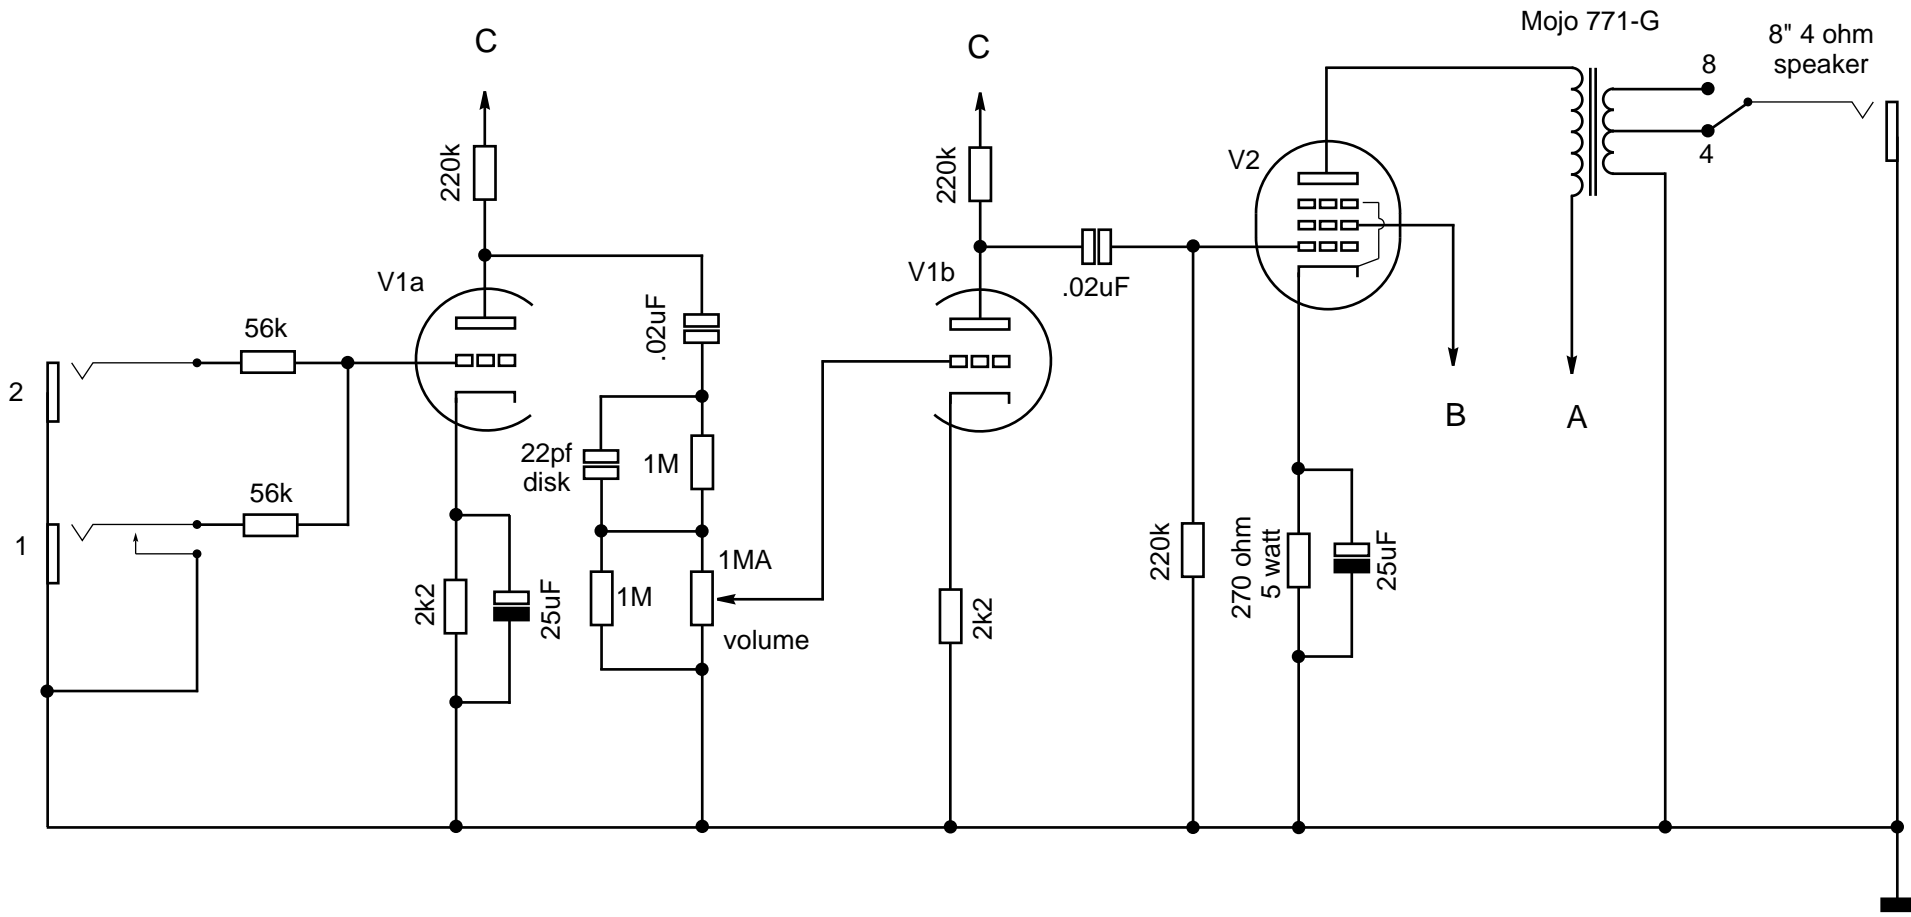 Mojo 771-G
8" 4 ohm
speaker
C
C
8
4
220k
220k
V2
V1a
V1b
.02uF
.02uF
56k
2
B
A
22pf
disk
1M
56k
1
1MA
1M
volume
2k2
25uF
2k2
220k
270 ohm
5 watt
25uF